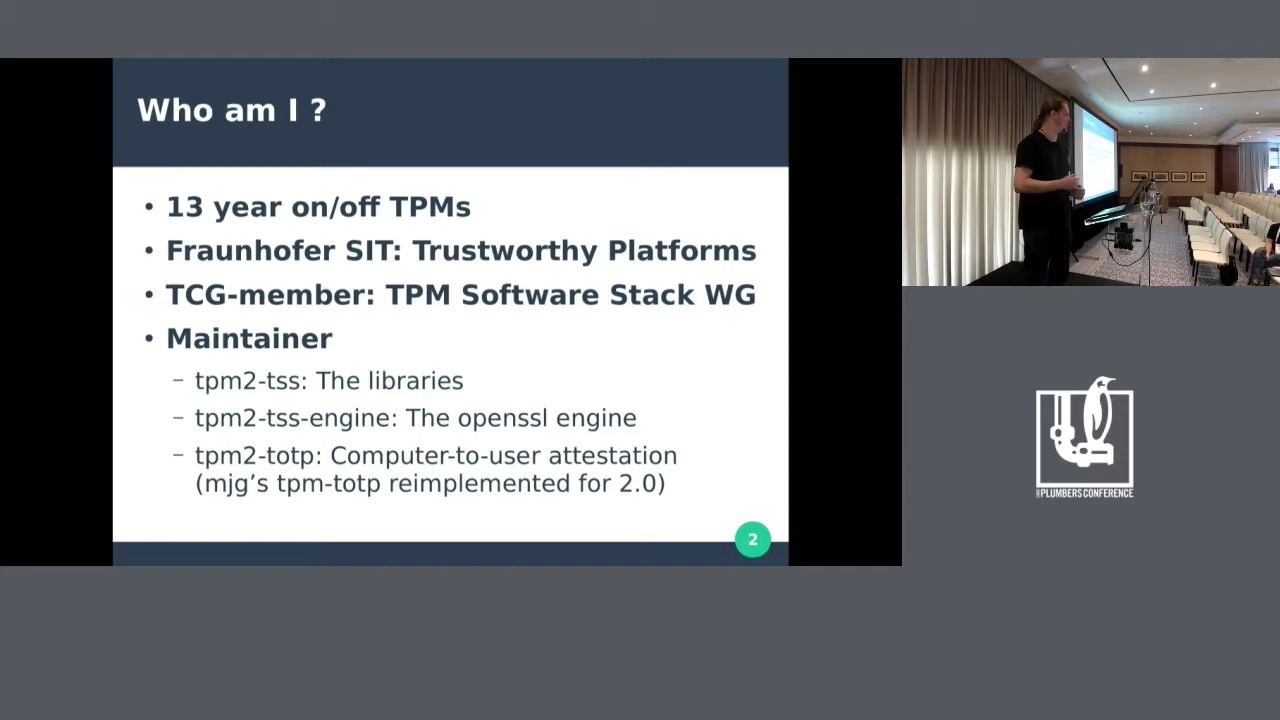 Who am I ?
• 13 year on/off TPMs
• Fraunhofer SIT: Trustworthy Platforms
• TCG-member: TPM Software Stack WG
• Maintainer
– tpm2-tss: The libraries
– tpm2-tss-engine: The openssl engine
– tpm2-totp: Computer-to-user attestation
(mjg’s tpm-totp reimplemented for 2.0)
2
PLUMBERS CONFERENCE